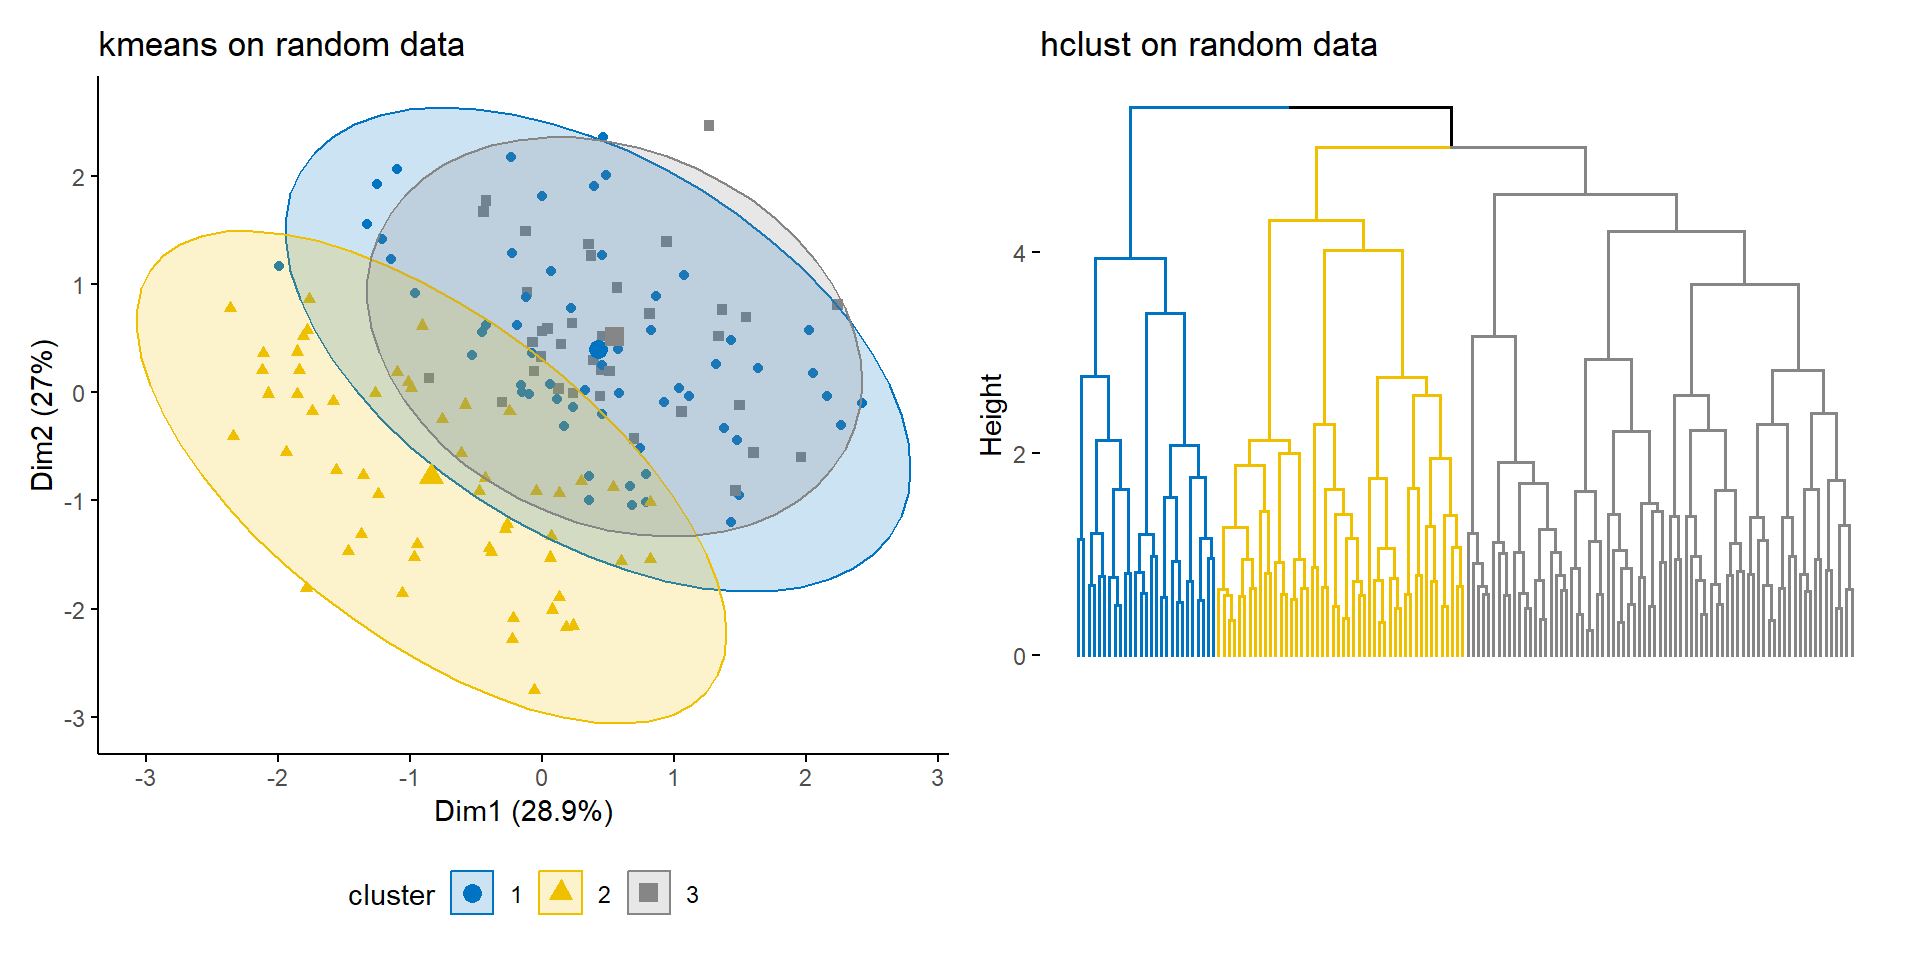 kmeans on random data
2
1
0
-1
-2
-3
Dim2 (27%)
-3 -2 -1 0 1 2 3
Dim1 (28.9%)
cluster 1 2 3
hclust on random data
4
2
0
Height